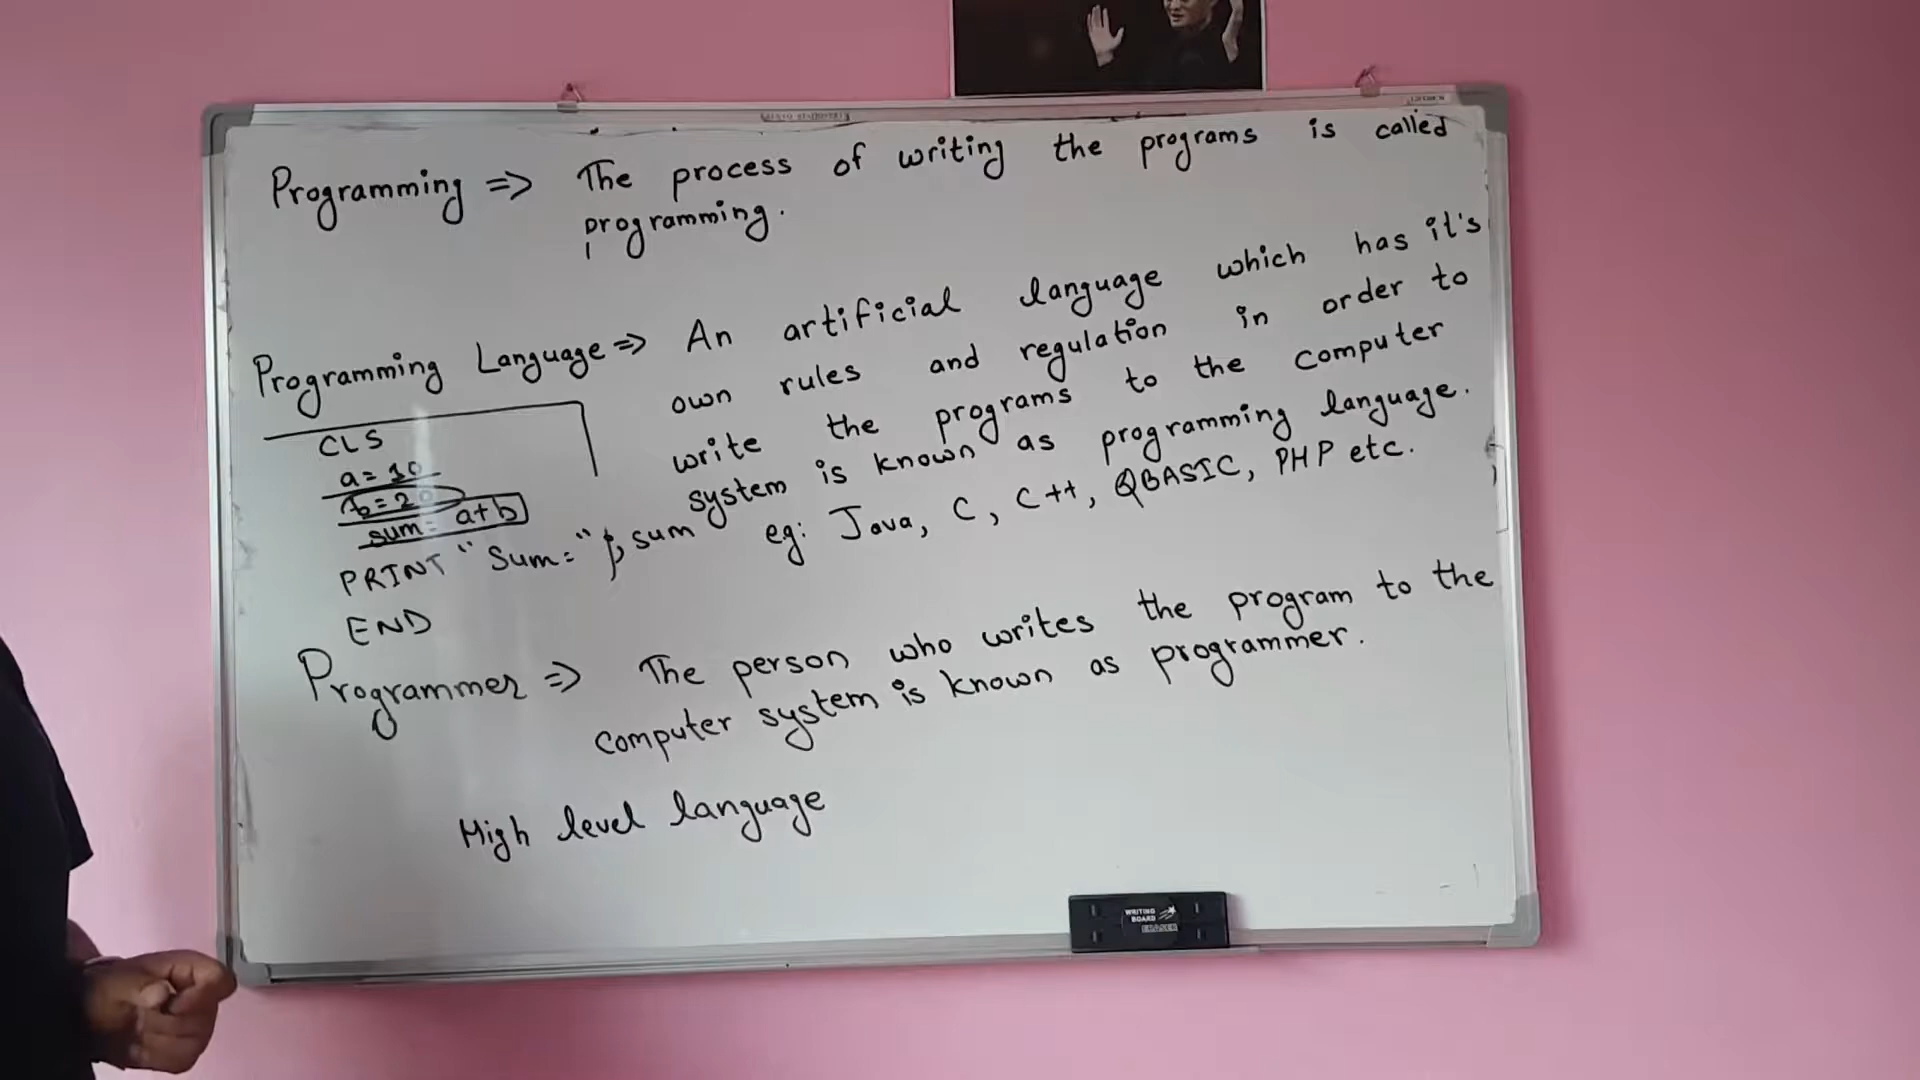 Programming => The process of writing the programs is called
programming.
Programming Language => An artificial language which has it's
own rules and regulation in order to
write the programs to the computer
system is known as programming language.
eg: Java, C, C++, QBASIC, PHP etc.
CLS
a = 10
b = 20
sum = a+b
PRINT "Sum=" ; sum
END
Programmer => The person who writes the program to the
computer system is known as programmer.
High level language
WRITING
BOARD
ERASER